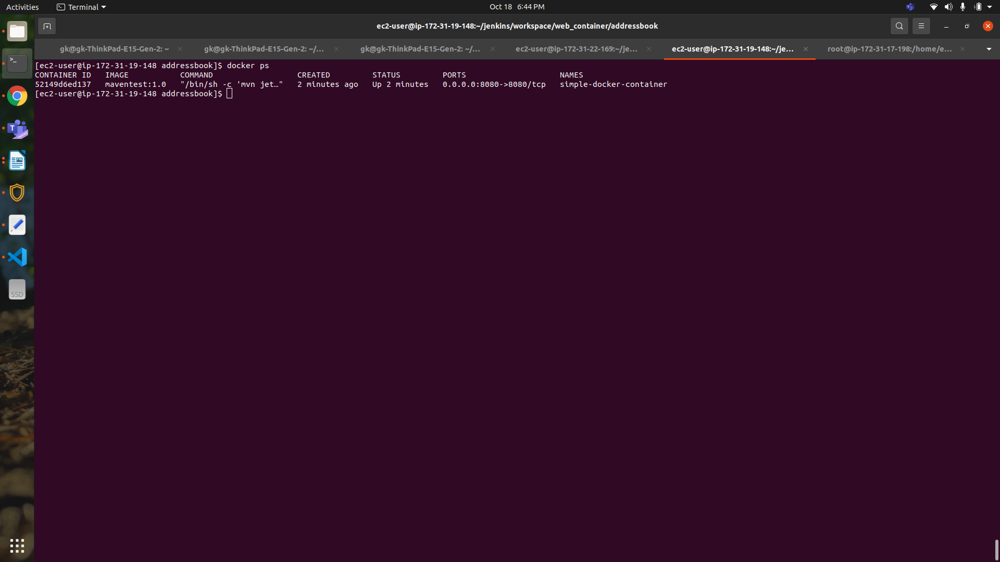 Activities Terminal Oct 18 6:44 PM
ec2-user@ip-172-31-19-148:~/jenkins/workspace/web_container/addressbook
gk@gk-ThinkPad-E15-Gen-2: ~ gk@gk-ThinkPad-E15-Gen-2: ~/... gk@gk-ThinkPad-E15-Gen-2: ~/... ec2-user@ip-172-31-22-169:~/je... ec2-user@ip-172-31-19-148:~/je... root@ip-172-31-17-198:/home/e...
[ec2-user@ip-172-31-19-148 addressbook]$ docker ps
CONTAINER ID IMAGE COMMAND CREATED STATUS PORTS NAMES
52149d6ed137 maventest:1.0 "/bin/sh -c 'mvn jet…" 2 minutes ago Up 2 minutes 0.0.0.0:8080->8080/tcp simple-docker-container
[ec2-user@ip-172-31-19-148 addressbook]$
>_
T
PREVIEW
SSD